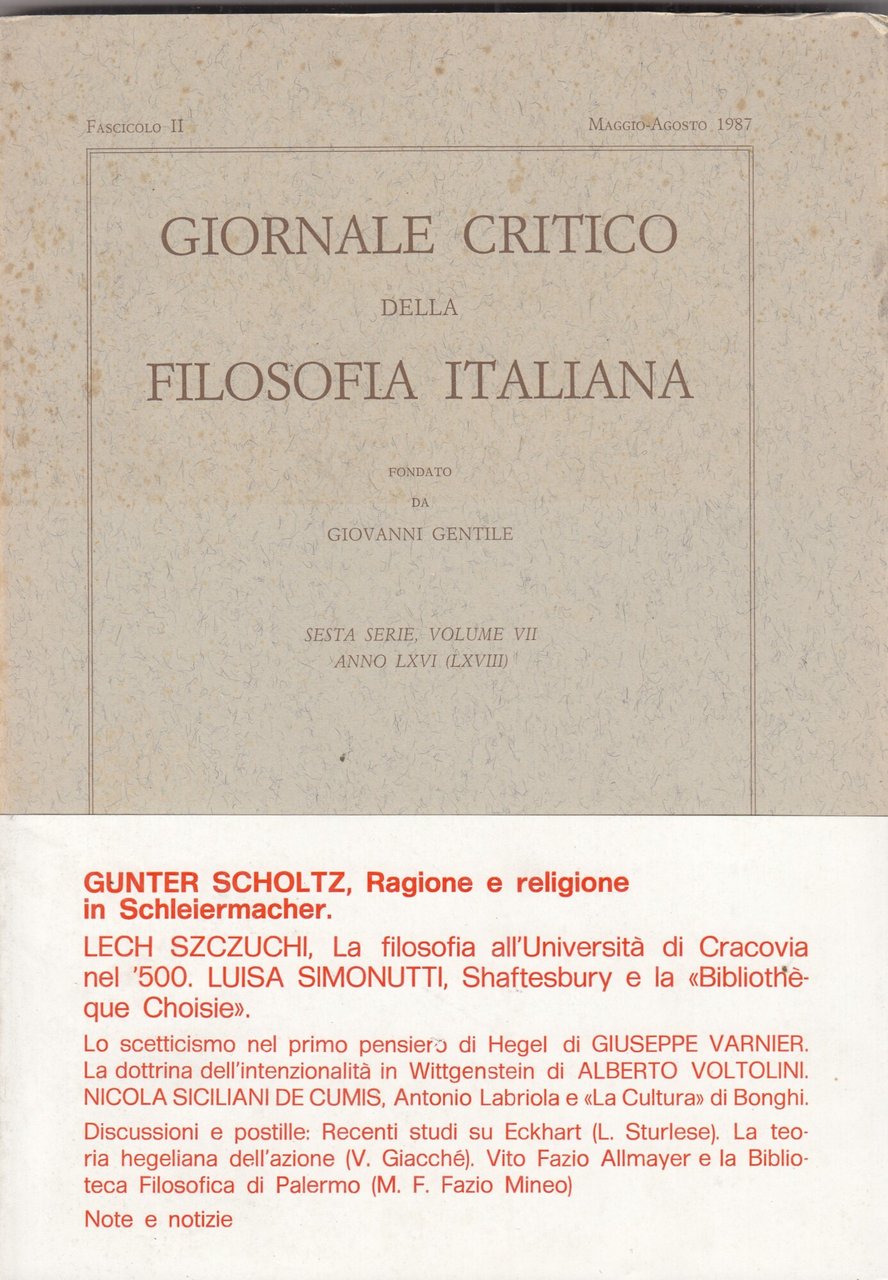 FASCICOLO II
MAGGIO-AGOSTO 1987
GIORNALE CRITICO
DELLA
FILOSOFIA ITALIANA
FONDATO
DA
GIOVANNI GENTILE
SESTA SERIE, VOLUME VII
ANNO LXVI (LXVIII)
GUNTER SCHOLTZ, Ragione e religione
in Schleiermacher.
LECH SZCZUCHI, La filosofia all'Università di Cracovia
nel '500. LUISA SIMONUTTI, Shaftesbury e la «Bibliothè-
que Choisie».
Lo scetticismo nel primo pensiero di Hegel di GIUSEPPE VARNIER.
La dottrina dell'intenzionalità in Wittgenstein di ALBERTO VOLTOLINI.
NICOLA SICILIANI DE CUMIS, Antonio Labriola e «La Cultura» di Bonghi.
Discussioni e postille: Recenti studi su Eckhart (L. Sturlese). La teo-
ria hegeliana dell'azione (V. Giacché). Vito Fazio Allmayer e la Biblio-
teca Filosofica di Palermo (M. F. Fazio Mineo)
Note e notizie